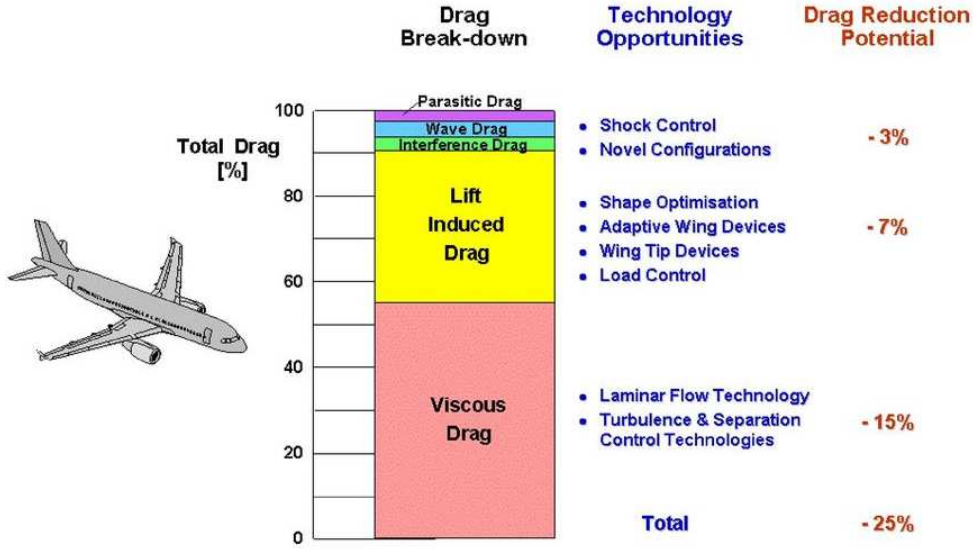 Drag
Break-down
Technology
Opportunities
Drag Reduction
Potential
Total Drag
[%]
100
80
60
40
20
0
Parasitic Drag
Wave Drag
Interference Drag
Lift
Induced
Drag
Viscous
Drag
• Shock Control
• Novel Configurations
- 3%
• Shape Optimisation
• Adaptive Wing Devices
• Wing Tip Devices
• Load Control
- 7%
• Laminar Flow Technology
• Turbulence & Separation
Control Technologies
- 15%
Total
- 25%